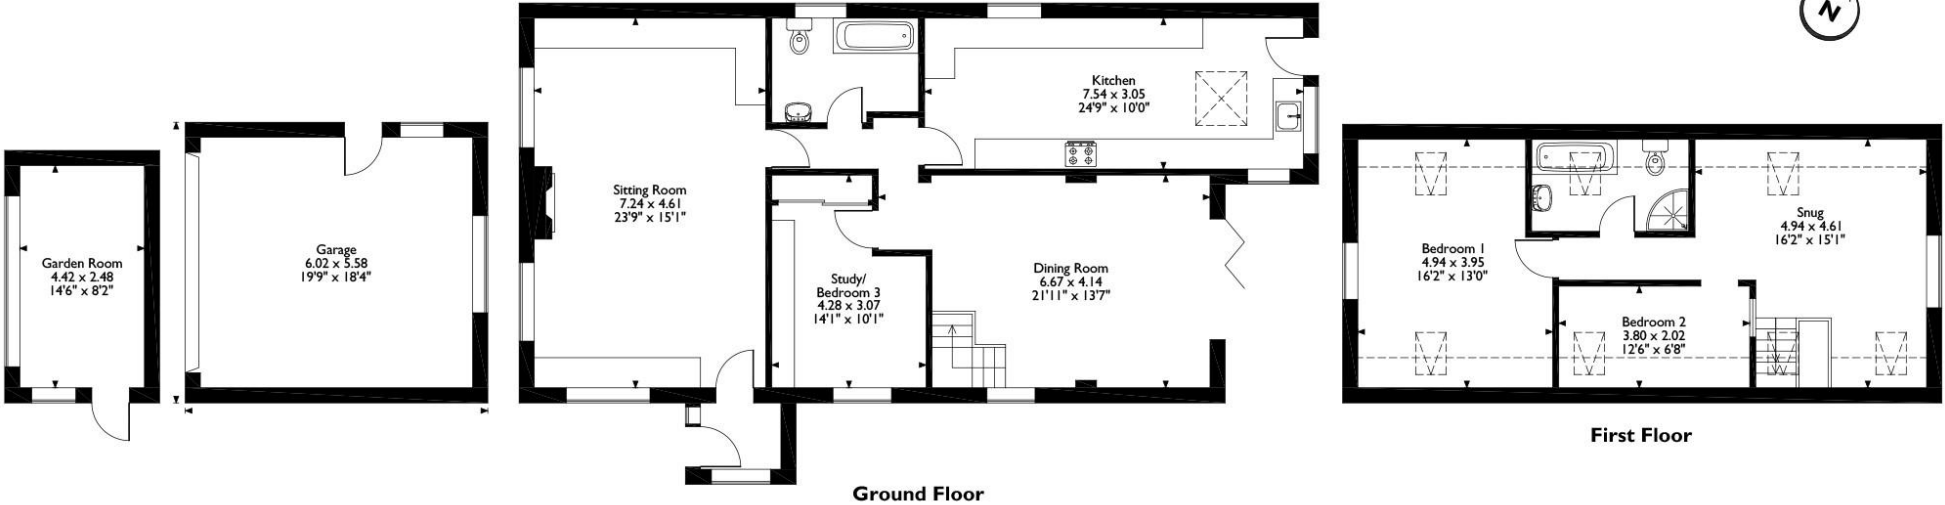 N
Garden Room
4.42 x 2.48
14'6" x 8'2"
Garage
6.02 x 5.58
19'9" x 18'4"
Sitting Room
7.24 x 4.61
23'9" x 15'1"
Kitchen
7.54 x 3.05
24'9" x 10'0"
Study/
Bedroom 3
4.28 x 3.07
14'1" x 10'1"
Dining Room
6.67 x 4.14
21'11" x 13'7"
Ground Floor
Bedroom 1
4.94 x 3.95
16'2" x 13'0"
Bedroom 2
3.80 x 2.02
12'6" x 6'8"
Snug
4.94 x 4.61
16'2" x 15'1"
First Floor